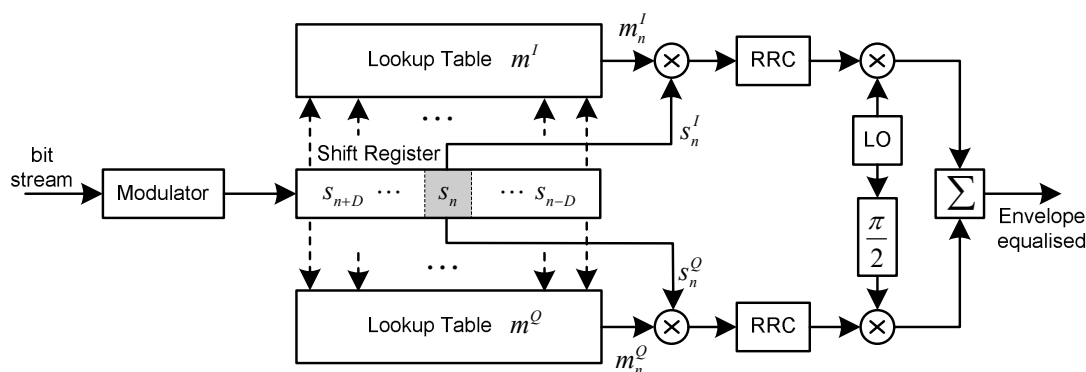 Lookup Table m^I
m_n^I
RRC
...
s_n^I
LO
bit
stream
Modulator
Shift Register
s_{n+D} ... s_n ... s_{n-D}
π/2
Σ
Envelope
equalised
...
s_n^Q
Lookup Table m^Q
m_n^Q
RRC